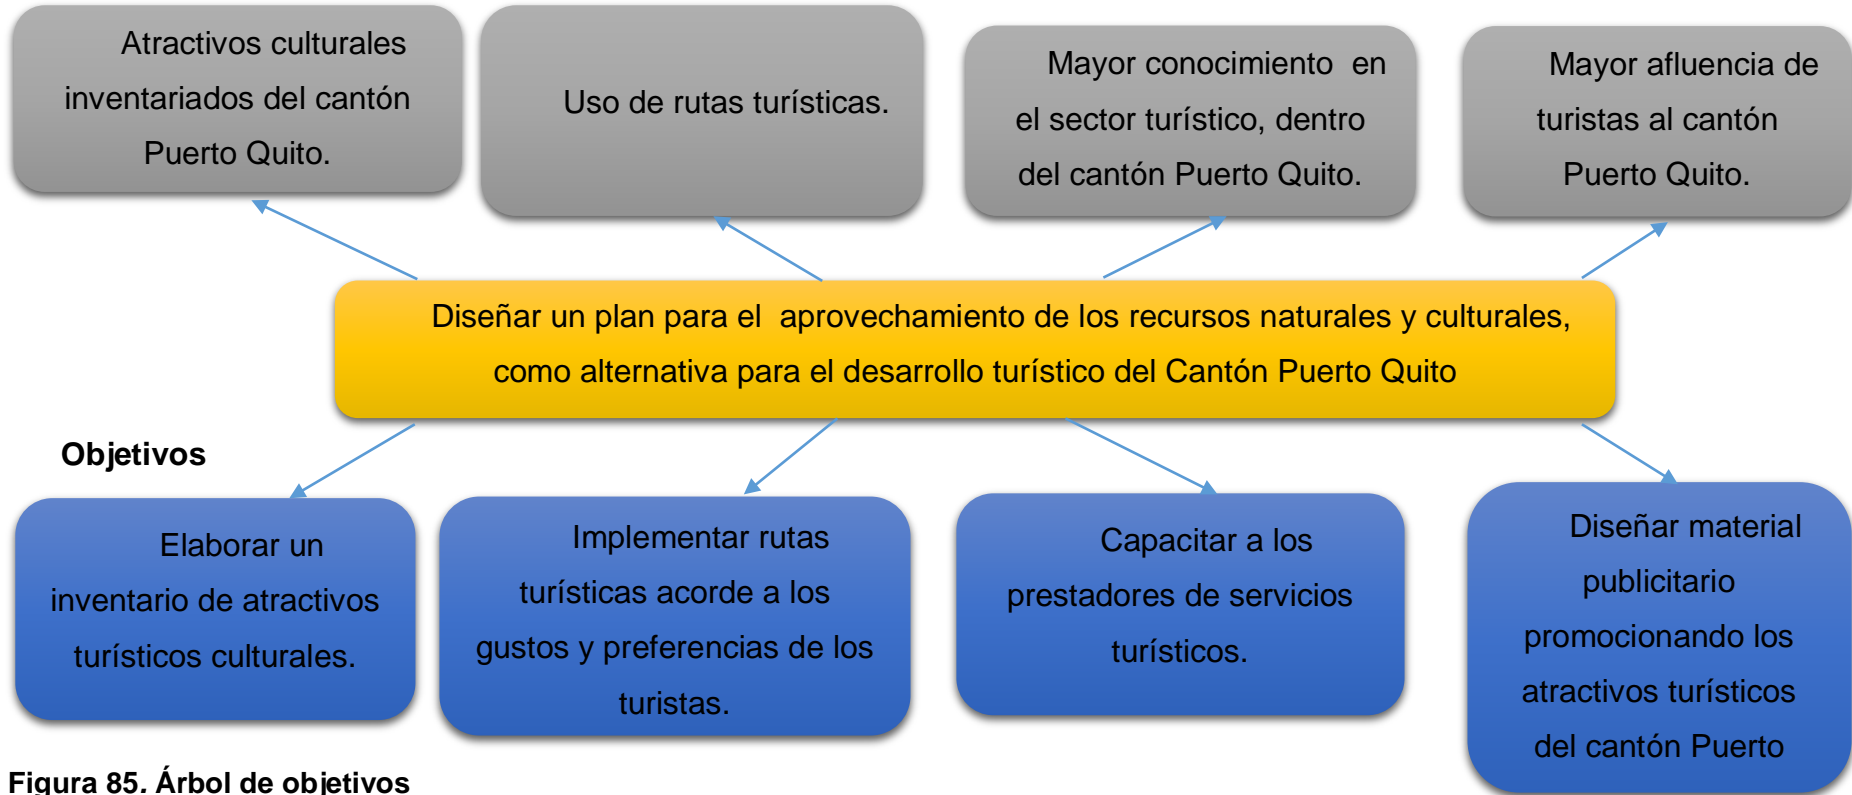 Atractivos culturales
inventariados del cantón
Puerto Quito.
Uso de rutas turísticas.
Mayor conocimiento  en
el sector turístico, dentro
del cantón Puerto Quito.
Mayor afluencia de
turistas al cantón
Puerto Quito.
Diseñar un plan para el  aprovechamiento de los recursos naturales y culturales,
como alternativa para el desarrollo turístico del Cantón Puerto Quito
Objetivos
Elaborar un
inventario de atractivos
turísticos culturales.
Implementar rutas
turísticas acorde a los
gustos y preferencias de los
turistas.
Capacitar a los
prestadores de servicios
turísticos.
Diseñar material
publicitario
promocionando los
atractivos turísticos
del cantón Puerto
Figura 85. Árbol de objetivos